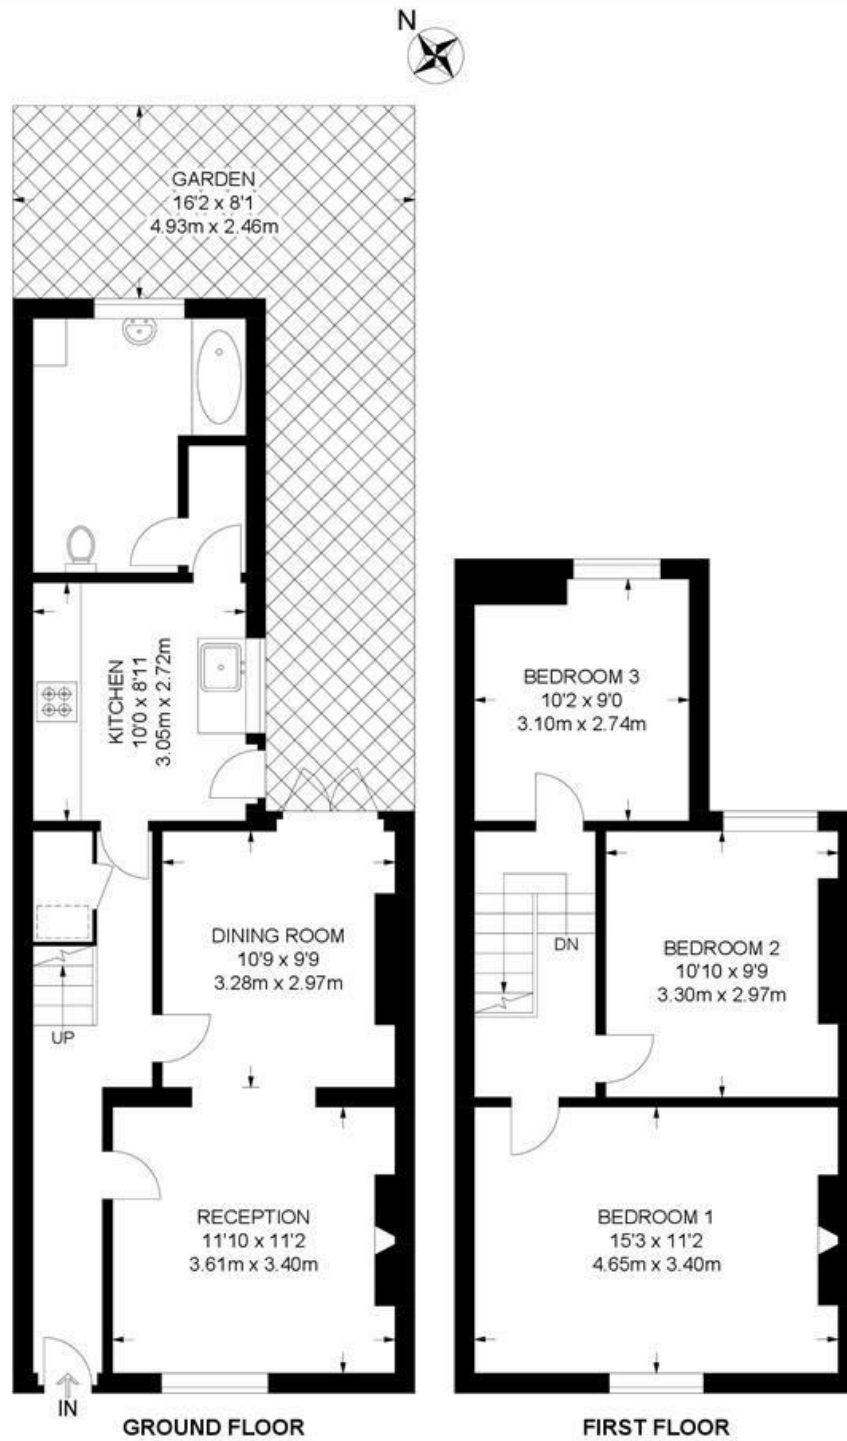 N
GARDEN
16'2 x 8'1
4.93m x 2.46m
KITCHEN
10'0 x 8'11
3.05m x 2.72m
BEDROOM 3
10'2 x 9'0
3.10m x 2.74m
DINING ROOM
10'9 x 9'9
3.28m x 2.97m
UP
DN
BEDROOM 2
10'10 x 9'9
3.30m x 2.97m
RECEPTION
11'10 x 11'2
3.61m x 3.40m
BEDROOM 1
15'3 x 11'2
4.65m x 3.40m
IN
GROUND FLOOR
FIRST FLOOR